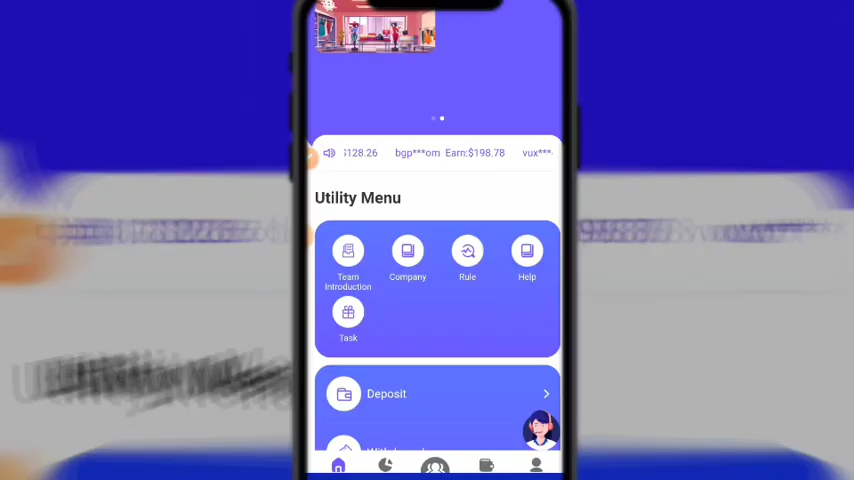 $128.26 bgp***om Earn:$198.78 vux***
Utility Menu
Team Introduction
Company
Rule
Help
Task
Deposit